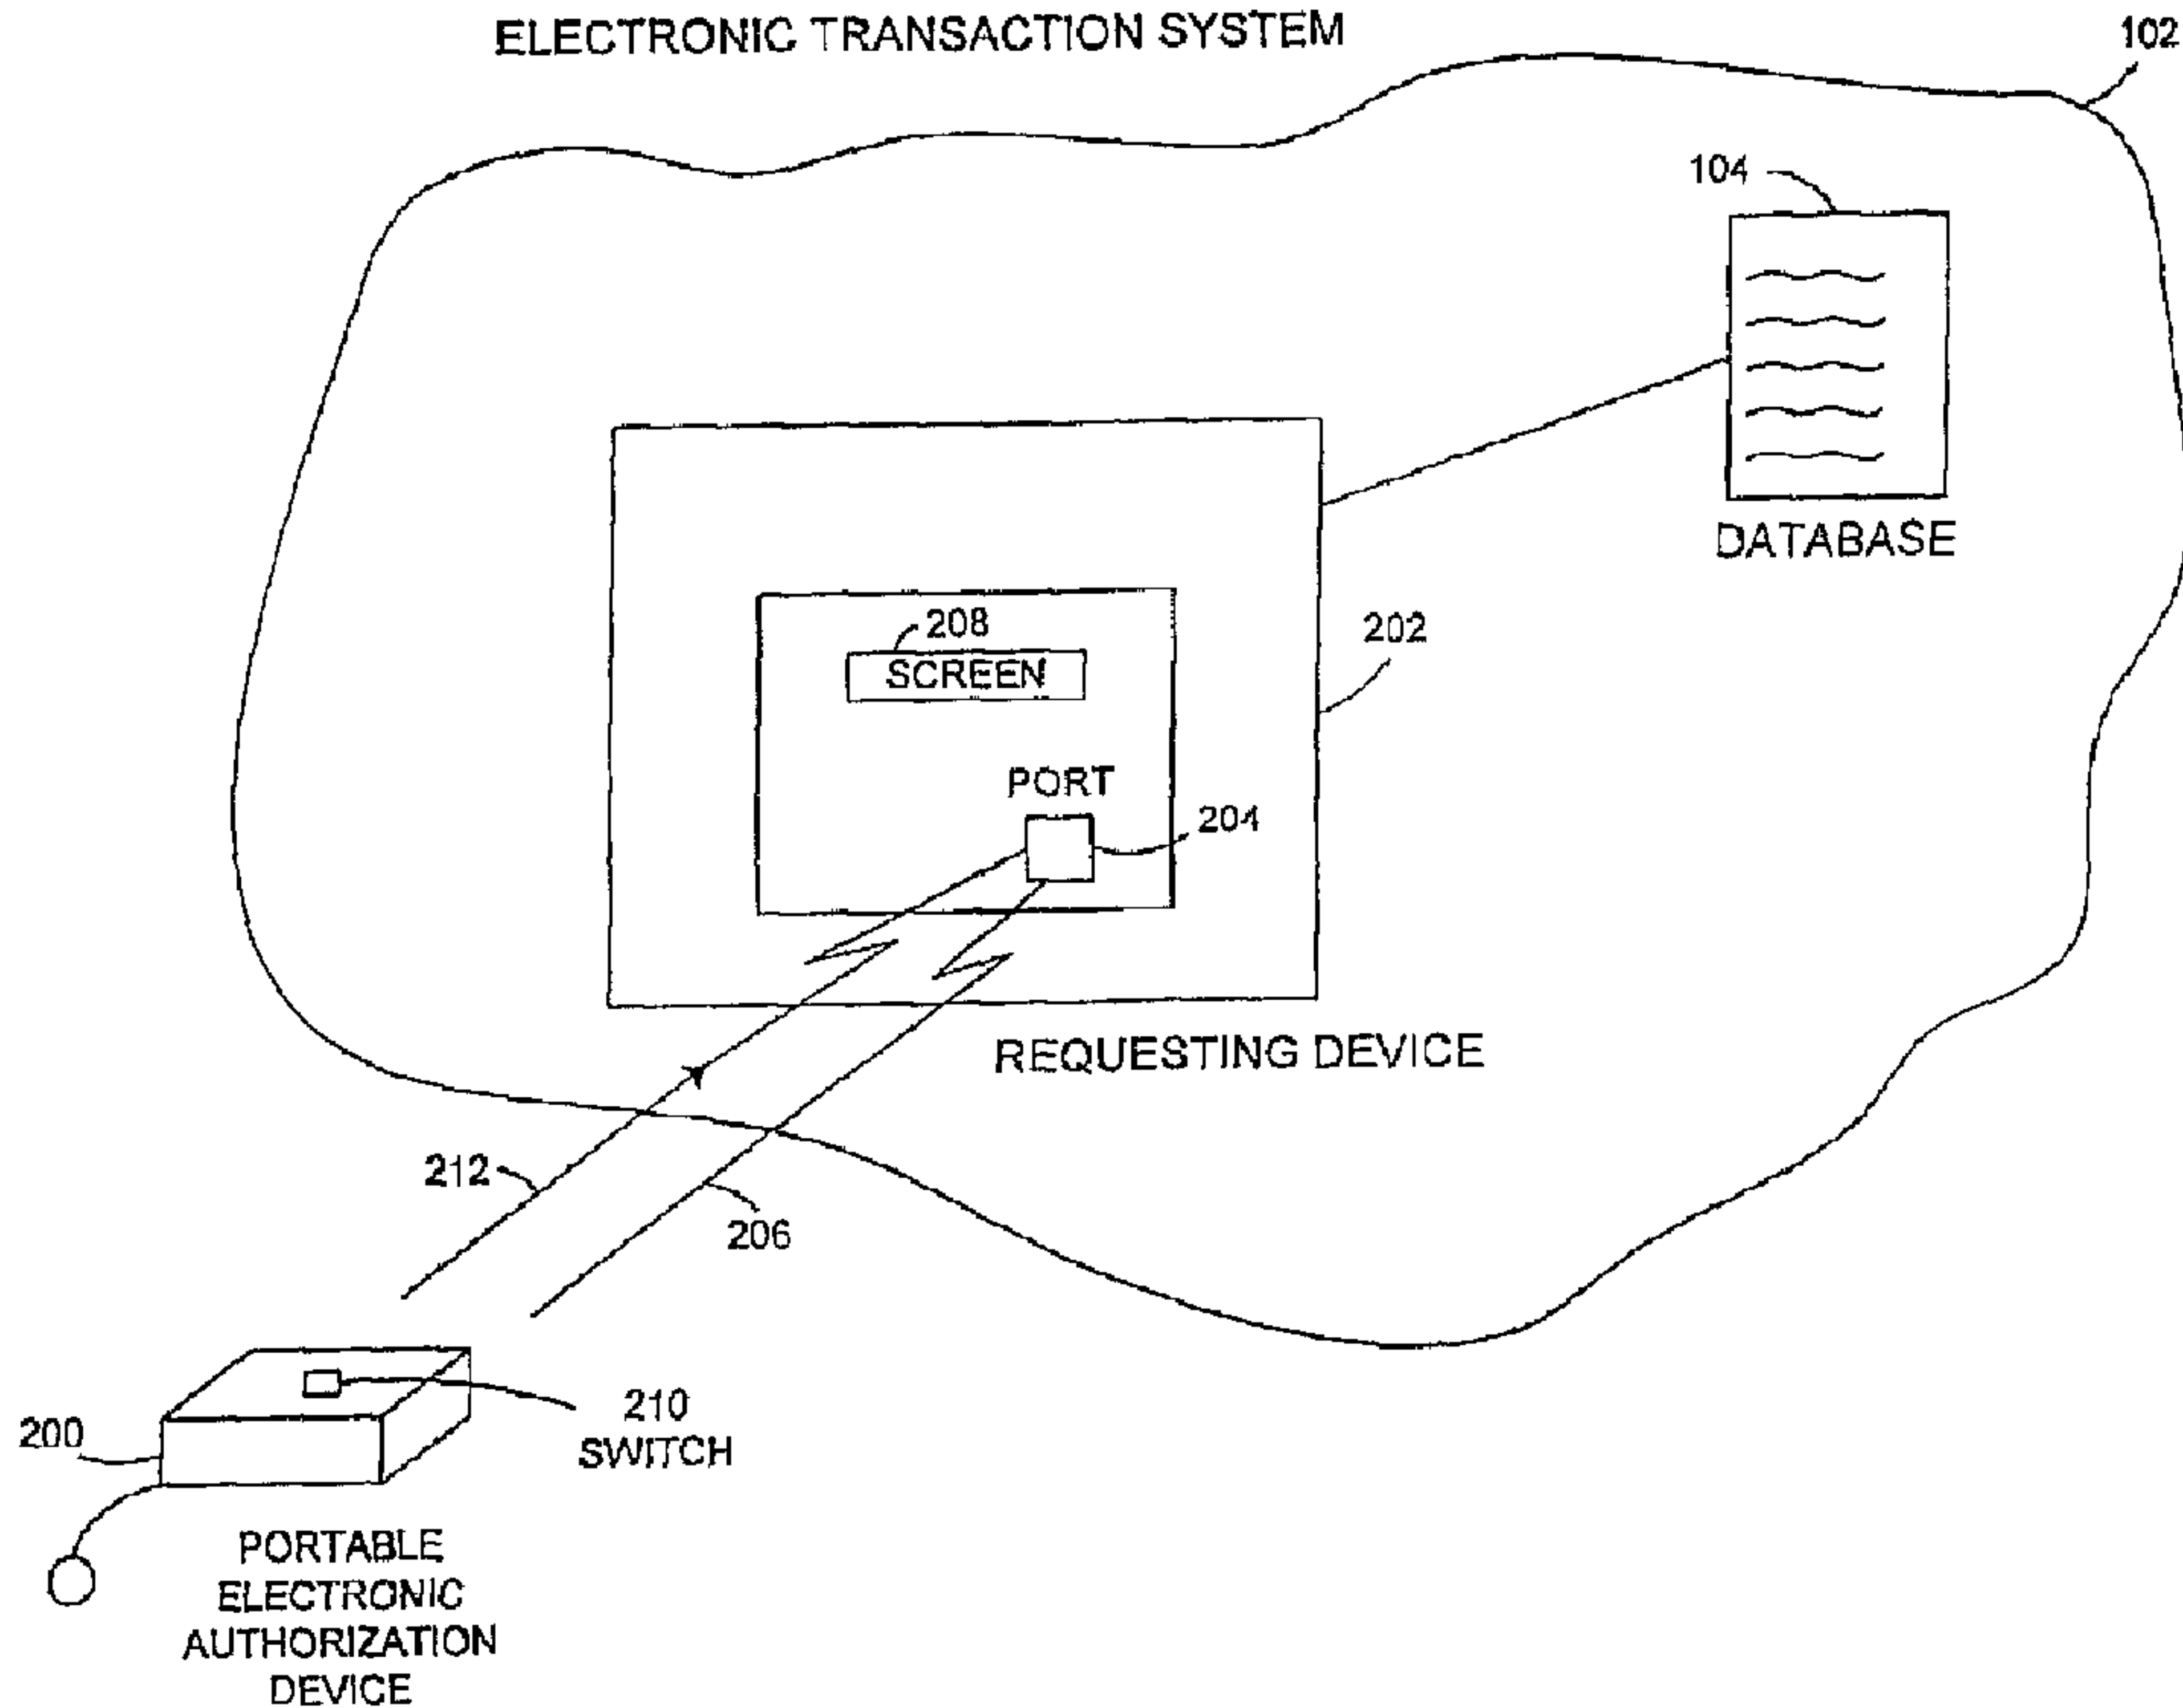 ELECTRONIC TRANSACTION SYSTEM
102
104
DATABASE
208
SCREEN
202
PORT
204
REQUESTING DEVICE
212
206
210
SWITCH
200
PORTABLE
ELECTRONIC
AUTHORIZATION
DEVICE